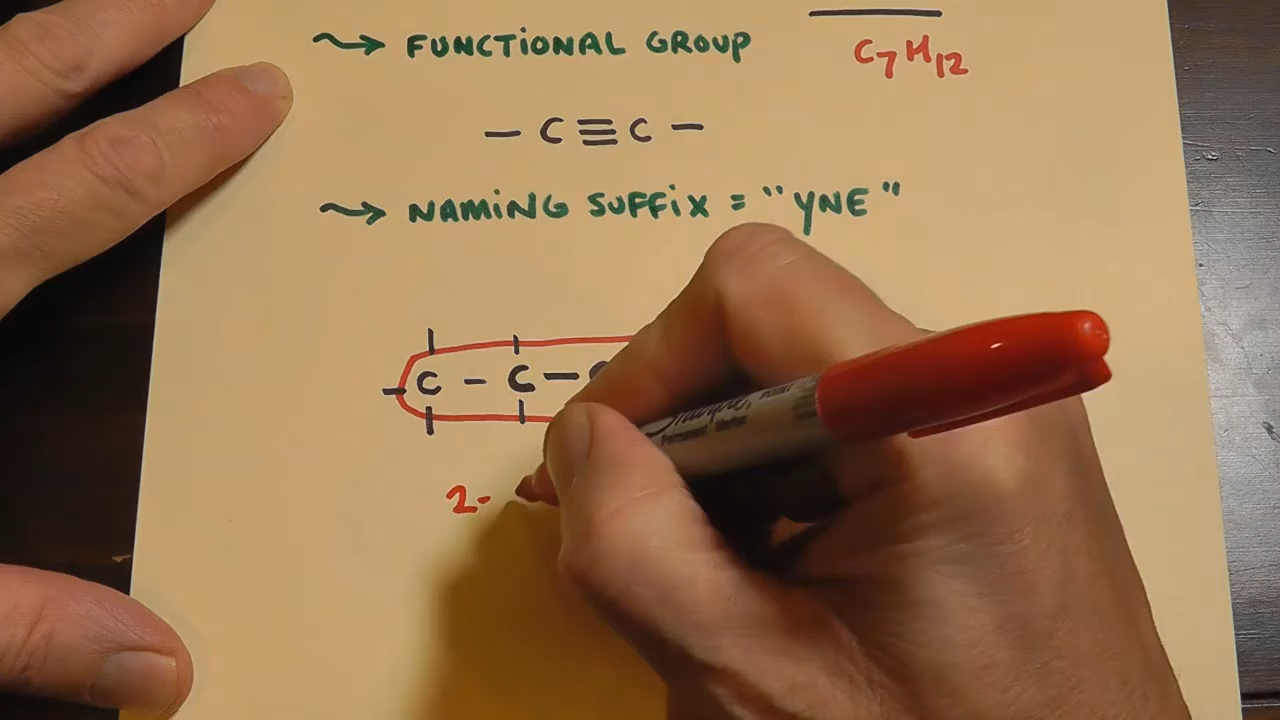 ~> FUNCTIONAL GROUP
C7H12
– C≡C –
~> NAMING SUFFIX = "YNE"
– C – C –
2-